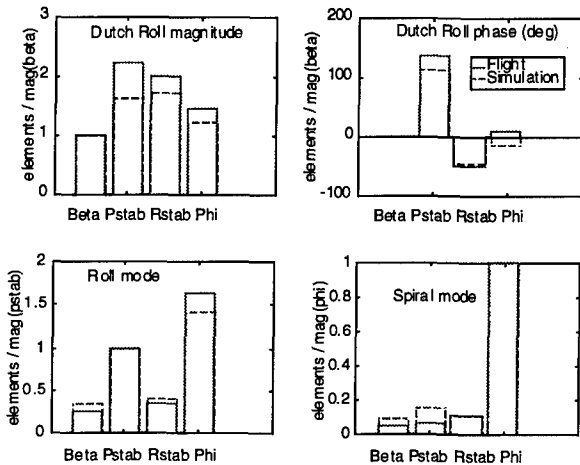 Dutch Roll magnitude
elements / mag(beta)
3
2
1
0
Beta Pstab Rstab Phi
Dutch Roll phase (deg)
elements / mag(beta)
200
100
0
-100
Flight
Simulation
Beta Pstab Rstab Phi
Roll mode
elements / mag(pstab)
2
1.5
1
0.5
0
Beta Pstab Rstab Phi
Spiral mode
elements / mag(phi)
1
0.8
0.6
0.4
0.2
0
Beta Pstab Rstab Phi